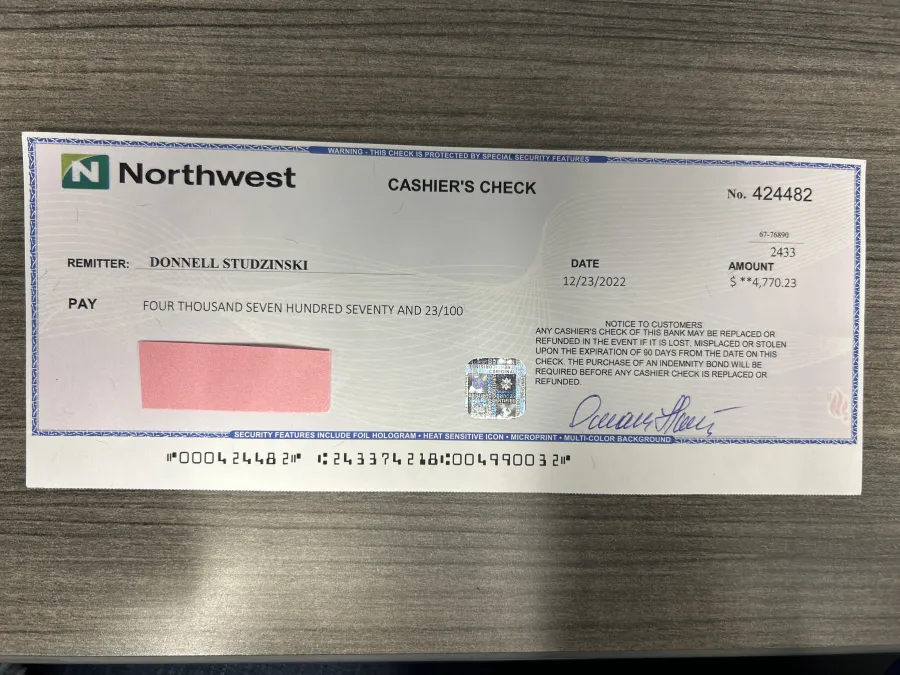 WARNING - THIS CHECK IS PROTECTED BY SPECIAL SECURITY FEATURES
N Northwest
CASHIER'S CHECK
No. 424482
67-76890
2433
REMITTER: DONNELL STUDZINSKI
DATE
12/23/2022
AMOUNT
$ **4,770.23
PAY FOUR THOUSAND SEVEN HUNDRED SEVENTY AND 23/100
NOTICE TO CUSTOMERS
ANY CASHIER'S CHECK OF THIS BANK MAY BE REPLACED OR
REFUNDED IN THE EVENT IF IT IS LOST, MISPLACED OR STOLEN
UPON THE EXPIRATION OF 90 DAYS FROM THE DATE ON THIS
CHECK. THE PURCHASE OF AN INDEMNITY BOND WILL BE
REQUIRED BEFORE ANY CASHIER CHECK IS REPLACED OR
REFUNDED.
SECURITY FEATURES INCLUDE FOIL HOLOGRAM • HEAT SENSITIVE ICON • MICROPRINT • MULTI-COLOR BACKGROUND
⑈000424482⑈ ⑆243374218⑆004990032⑈